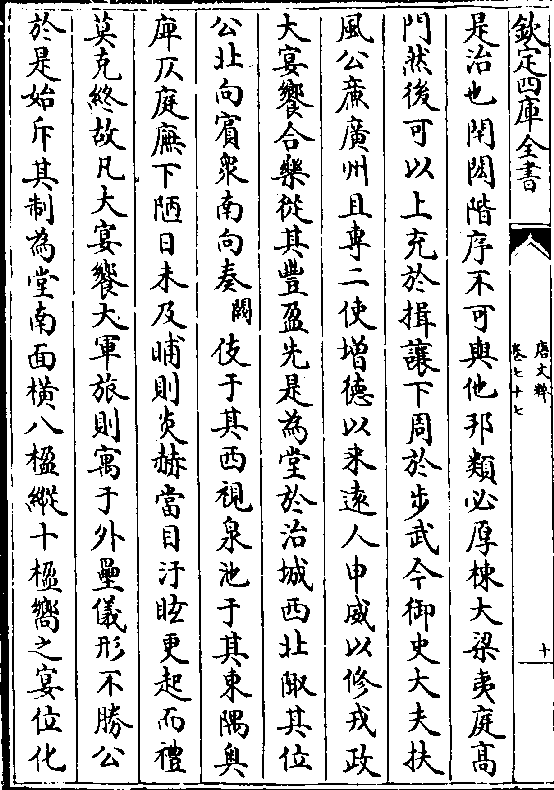 欽定四庫全書
唐文粹
卷七十七
十
是治也閈閎階序不可與他邦類必厚棟大梁夷庭高
門然後可以上充於揖讓下周於步武今御史大夫扶
風公廉廣州且專二使增德以来遠人申威以修戎政
大宴饗合樂從其豐盈先是為堂於治城西北陬其位
公北向賓衆南向奏闕伎于其西視泉池于其東隅奥
庳仄庭廡下陋日未及晡則炎赫當目汗眩更起而禮
莫克終故凡大宴饗大軍旅則寓于外壘儀形不勝公
於是始斥其制為堂南面横八楹縱十楹嚮之宴位化